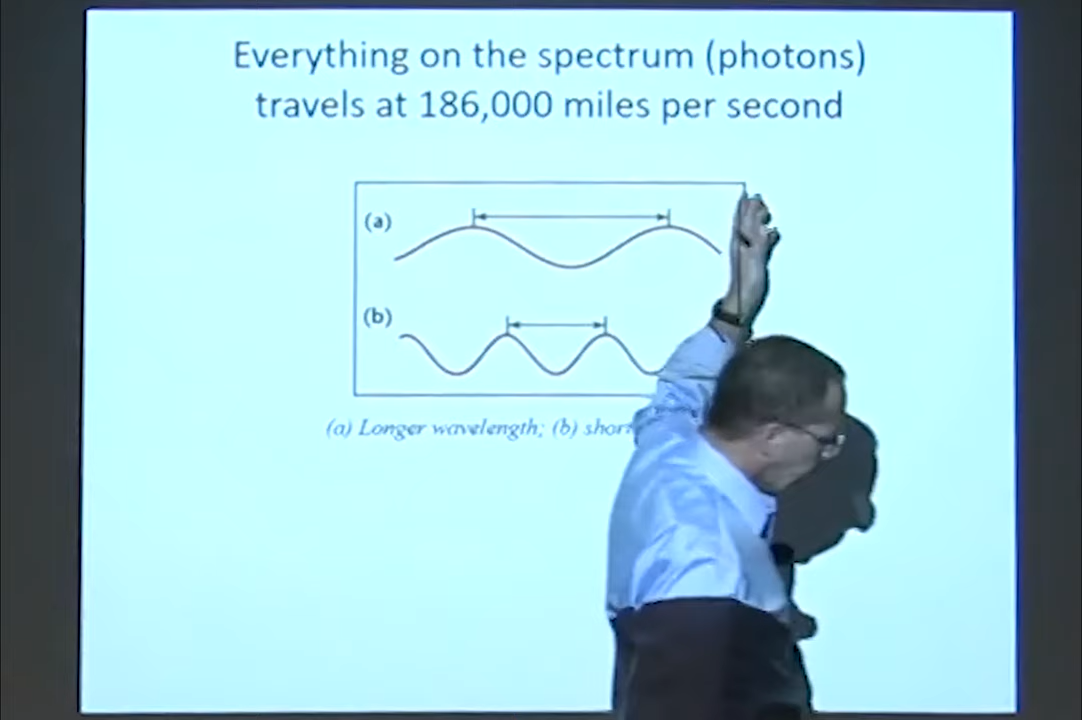 Everything on the spectrum (photons)
travels at 186,000 miles per second
(a)
(b)
(a) Longer wavelength; (b)